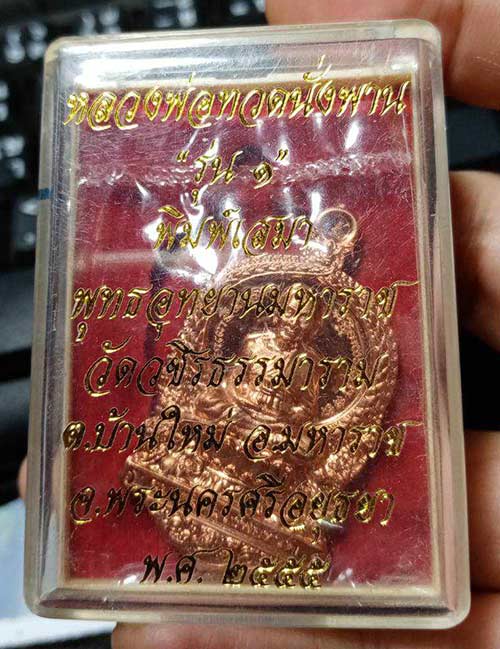 หลวงพ่อทวดนั่งพาน
"รุ่น ๑"
พิมพ์เสมา
พุทธอุทยานมหาราช
วัดวชิรธรรมาราม
ต.บ้านใหม่ อ.มหาราช
จ.พระนครศรีอยุธยา
พ.ศ. ๒๕๕๕